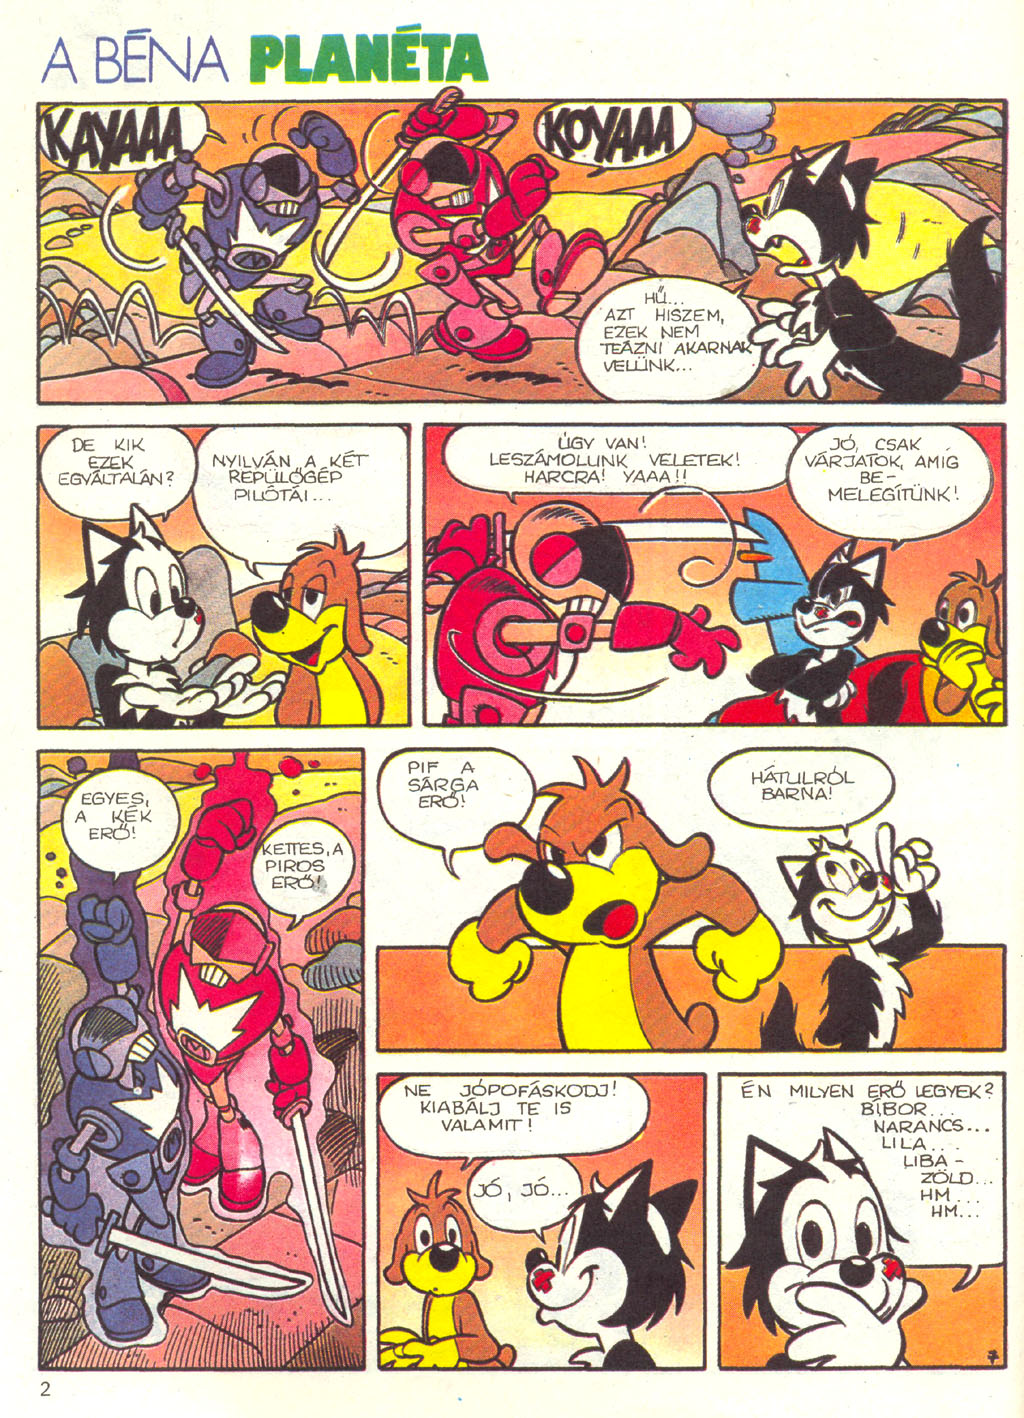 A BÉNA PLANÉTA
KAYAAA
KOYAAA
HŰ...
AZT HISZEM,
EZEK NEM
TEÁZNI AKARNAK
VELÜNK...
DE KIK
EZEK
EGYÁLTALÁN?
NYILVÁN A KÉT
REPÜLŐGÉP
PILÓTÁI...
ÚGY VAN!
LESZÁMOLUNK VELETEK!
HARCRA! YAAA!!
JÓ, CSAK
VÁRJATOK, AMÍG
BE-
MELEGÍTÜNK!
EGYES,
A KÉK
ERŐ!
KETTES, A
PIROS
ERŐ!
PIF A
SÁRGA
ERŐ!
HÁTULRÓL
BARNA!
NE JÓPOFÁSKODJ!
KIABÁLJ TE IS
VALAMIT!
JÓ, JÓ...
ÉN MILYEN ERŐ LEGYEK?
BÍBOR...
NARANCS...
LILA...
LIBA-
ZÖLD...
HM...
HM...
7
2